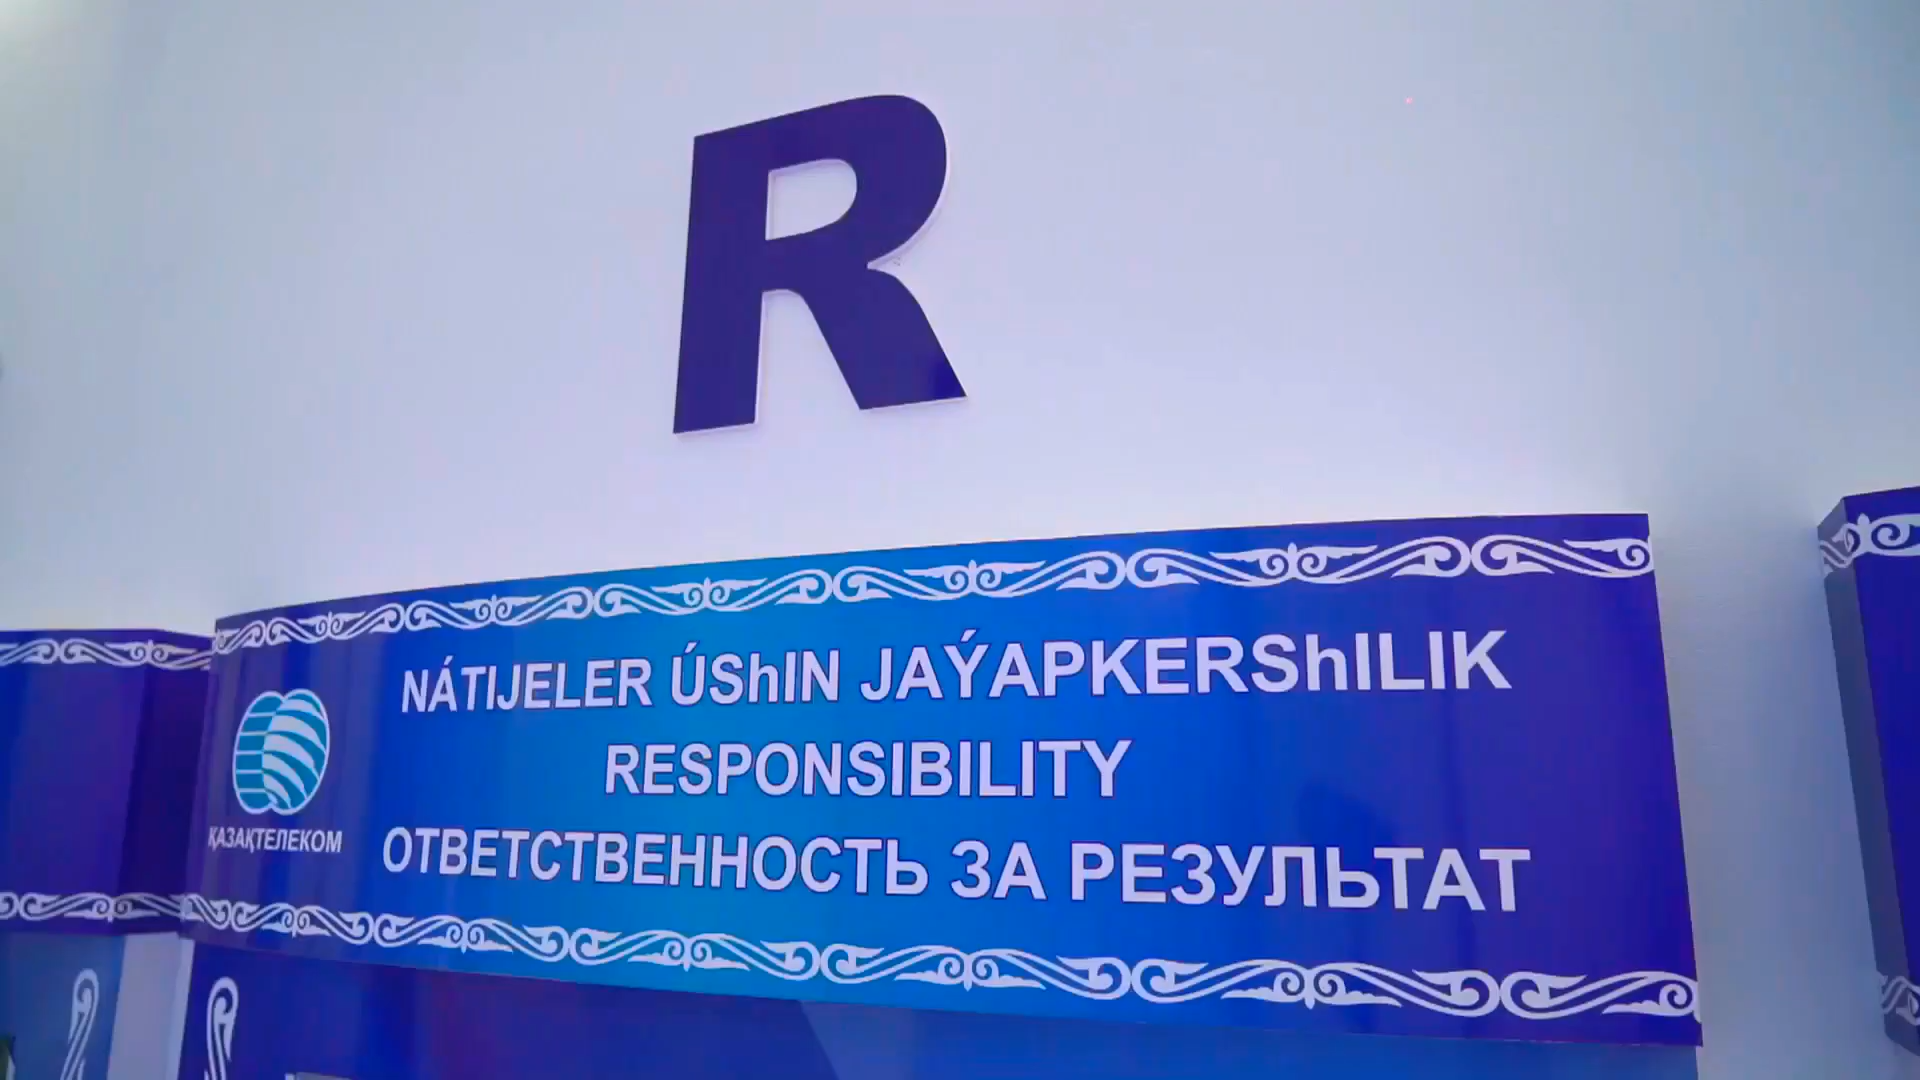 R
NÁTIJELER ÚShIN JAÝAPKERShILIK
RESPONSIBILITY
ОТВЕТСТВЕННОСТЬ ЗА РЕЗУЛЬТАТ
ҚАЗАҚТЕЛЕКОМ